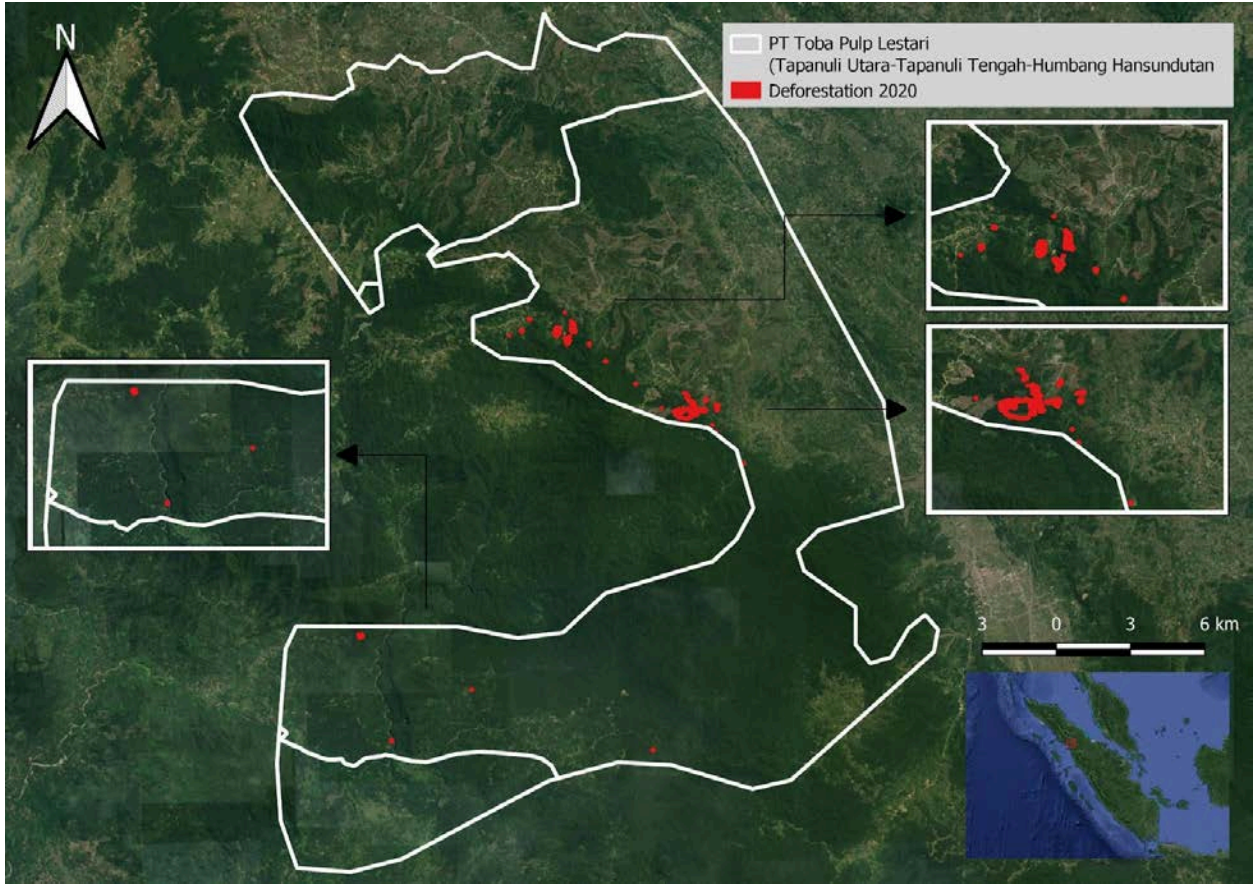 N
PT Toba Pulp Lestari
(Tapanuli Utara-Tapanuli Tengah-Humbang Hansundutan
Deforestation 2020
3 0 3 6 km